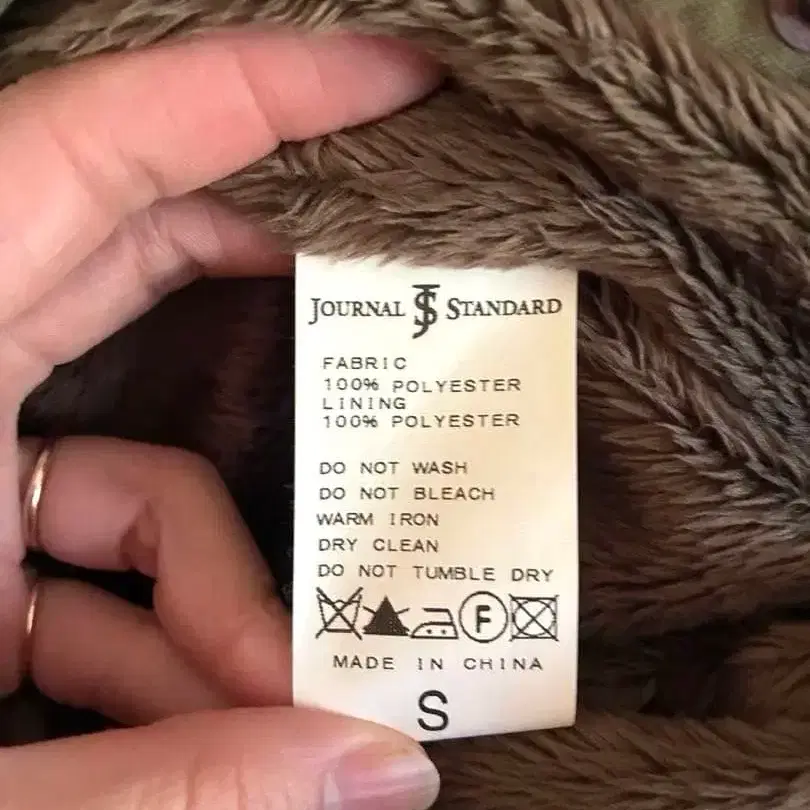 JOURNAL JS STANDARD
FABRIC
100% POLYESTER
LINING
100% POLYESTER
DO NOT WASH
DO NOT BLEACH
WARM IRON
DRY CLEAN
DO NOT TUMBLE DRY
F
MADE IN CHINA
S